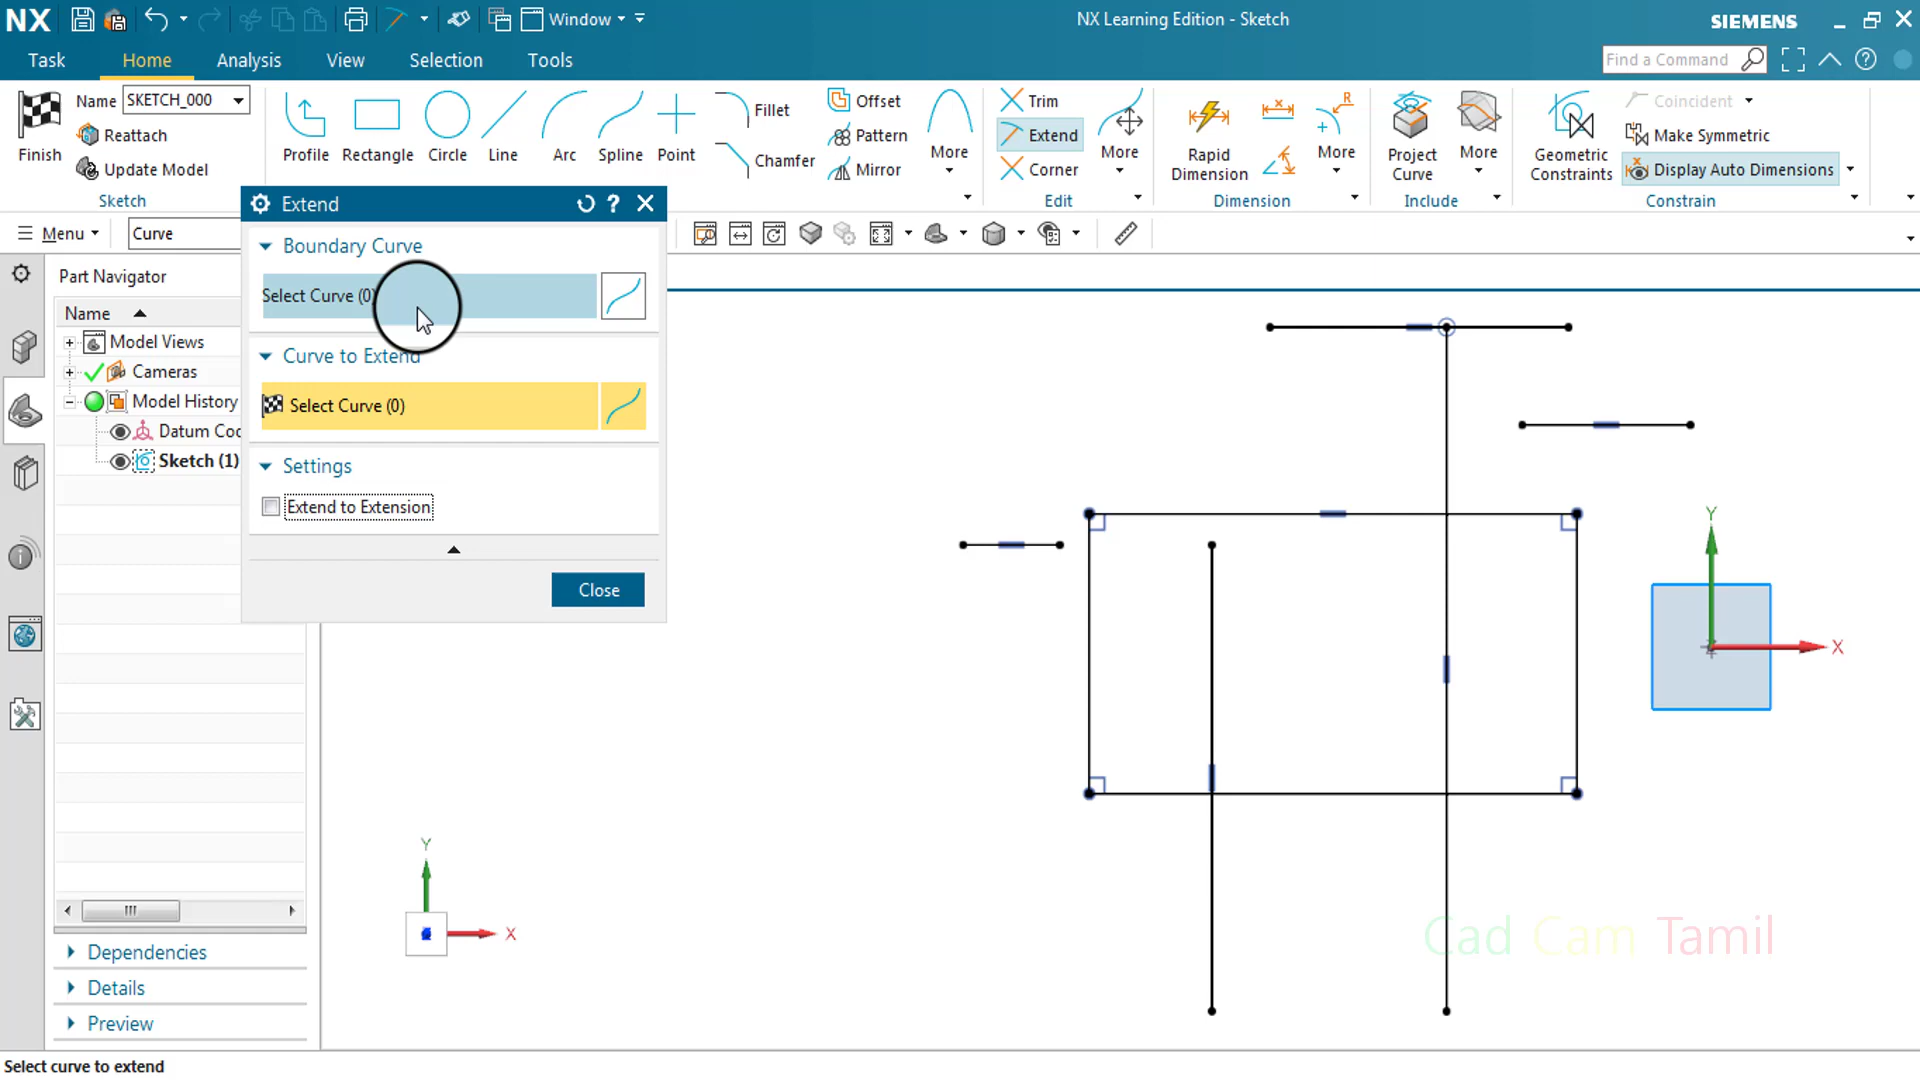 NX
Window
NX Learning Edition - Sketch
SIEMENS
Task
Home
Analysis
View
Selection
Tools
Find a Command
Finish
Name
SKETCH_000
Reattach
Update Model
Sketch
Profile
Rectangle
Circle
Line
Arc
Spline
Point
Fillet
Chamfer
Offset
Pattern
Mirror
More
Trim
Extend
Corner
More
Edit
Rapid
Dimension
More
Dimension
Project
Curve
More
Include
Geometric
Constraints
Coincident
Make Symmetric
Display Auto Dimensions
Constrain
Menu
Curve
Extend
Boundary Curve
Select Curve (0)
Curve to Extend
Select Curve (0)
Settings
Extend to Extension
Close
Part Navigator
Name
Model Views
Cameras
Model History
Datum Coo
Sketch (1)
Dependencies
Details
Preview
Y
X
Y
X
Cad Cam Tamil
Select curve to extend